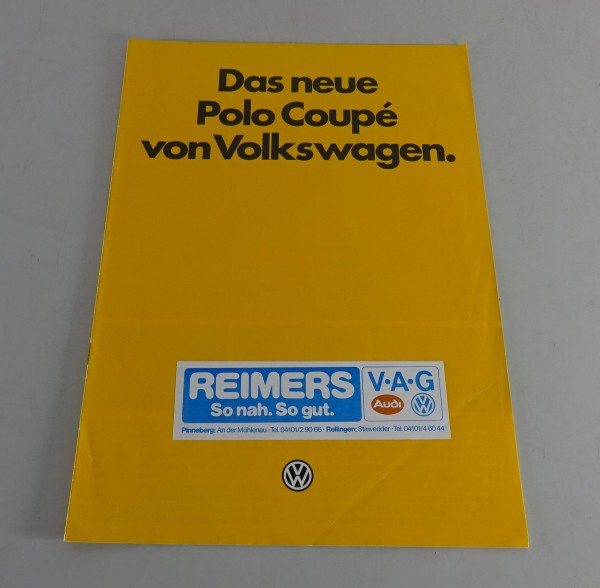 Das neue
Polo Coupé
von Volkswagen.
REIMERS
So nah. So gut.
V·A·G
Audi
Pinneberg: An der Mühlenau · Tel. 04101/2 90 66 · Rellingen: Stawedder · Tel. 04101/4 60 44